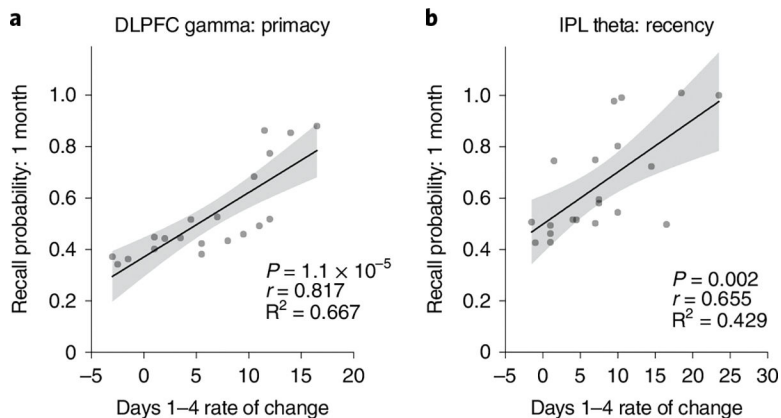 a
DLPFC gamma: primacy
Recall probability: 1 month
1.0
0.8
0.6
0.4
0.2
0
P = 1.1 × 10⁻⁵
r = 0.817
R² = 0.667
−5
0
5
10
15
20
Days 1–4 rate of change
b
IPL theta: recency
Recall probability: 1 month
1.0
0.8
0.6
0.4
0.2
0
P = 0.002
r = 0.655
R² = 0.429
−5
0
5
10
15
20
25
30
Days 1–4 rate of change